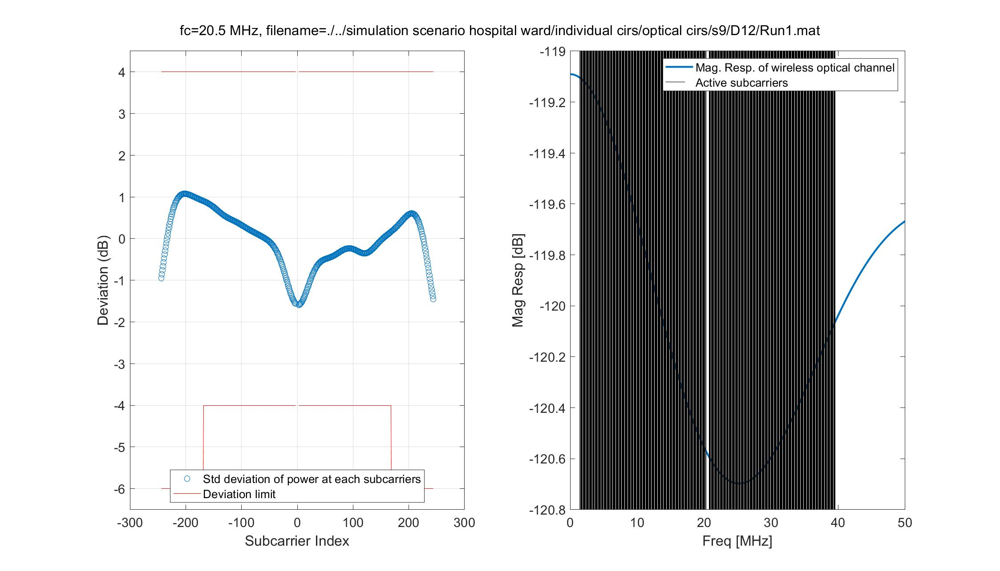 fc=20.5 MHz, filename=./../simulation scenario hospital ward/individual cirs/optical cirs/s9/D12/Run1.mat
4
3
2
1
0
-1
-2
-3
-4
-5
-6
Deviation (dB)
Std deviation of power at each subcarriers
Deviation limit
-300 -200 -100 0 100 200 300
Subcarrier Index
-119
-119.2
-119.4
-119.6
-119.8
-120
-120.2
-120.4
-120.6
-120.8
Mag Resp [dB]
Mag. Resp. of wireless optical channel
Active subcarriers
0 10 20 30 40 50
Freq [MHz]